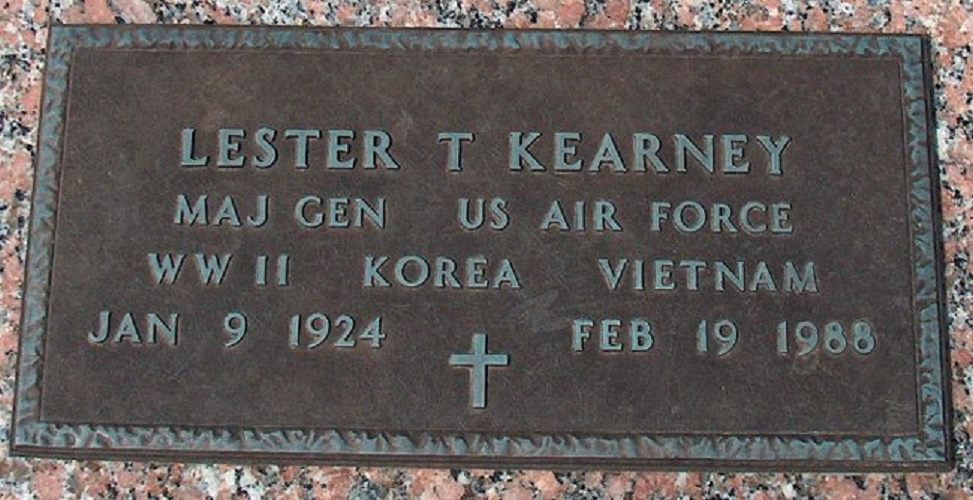 LESTER T KEARNEY
MAJ GEN US AIR FORCE
WW II KOREA VIETNAM
JAN 9 1924 FEB 19 1988